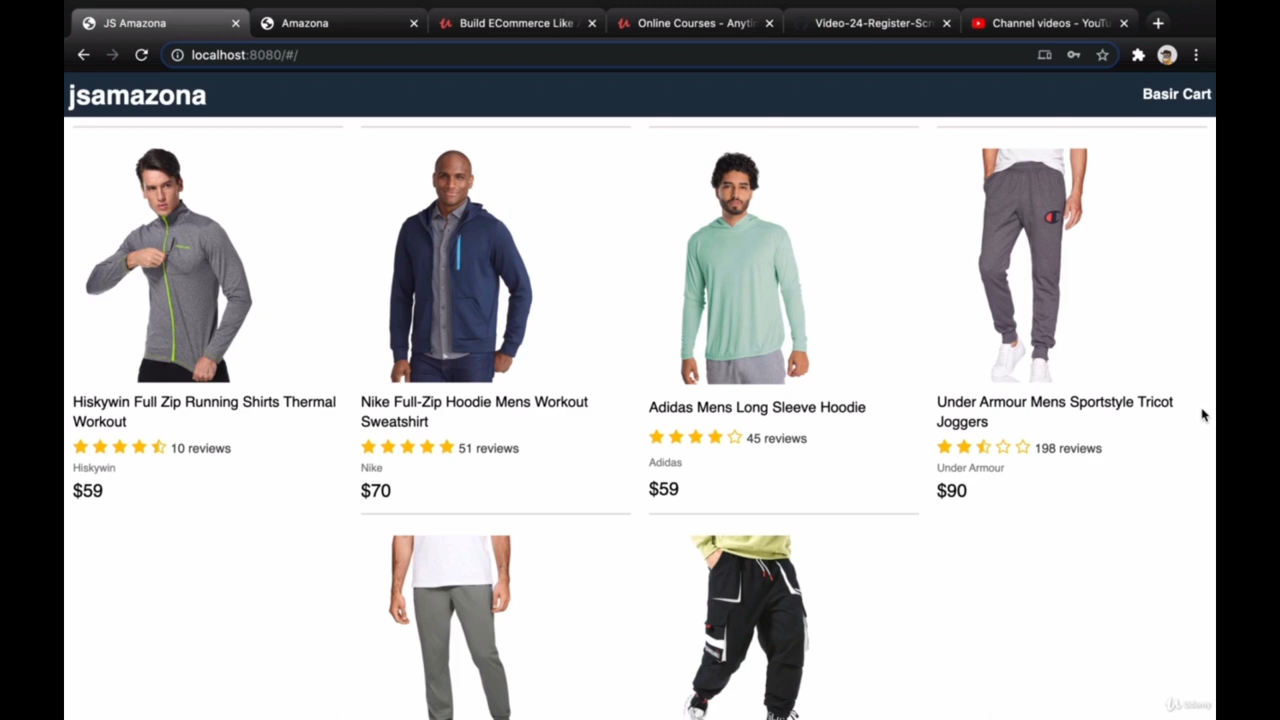 JS Amazona
Amazona
Build ECommerce Like
Online Courses - Anyti
Video-24-Register-Scr
Channel videos - YouTu
localhost:8080/#/
jsamazona
Basir Cart
Hiskywin Full Zip Running Shirts Thermal
Workout
10 reviews
Hiskywin
$59
Nike Full-Zip Hoodie Mens Workout
Sweatshirt
51 reviews
Nike
$70
Adidas Mens Long Sleeve Hoodie
45 reviews
Adidas
$59
Under Armour Mens Sportstyle Tricot
Joggers
198 reviews
Under Armour
$90
Udemy